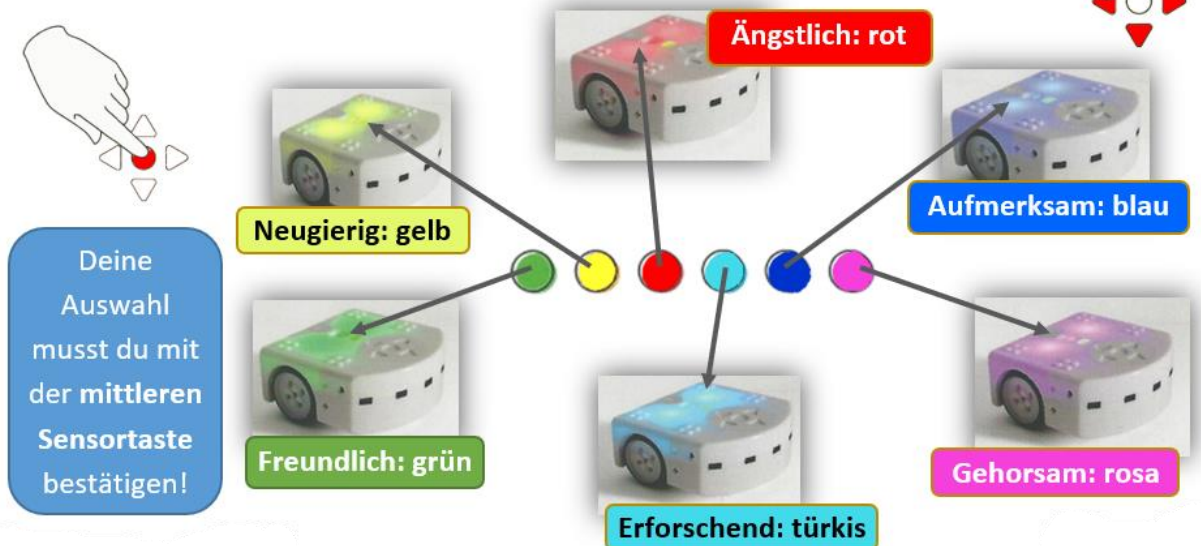 Ängstlich: rot
Neugierig: gelb
Aufmerksam: blau
Deine
Auswahl
musst du mit
der mittleren
Sensortaste
bestätigen!
Freundlich: grün
Gehorsam: rosa
Erforschend: türkis